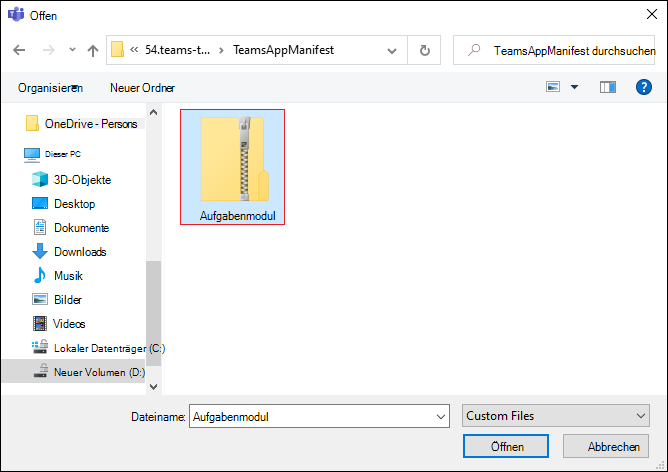 Offen
« 54.teams-t... > TeamsAppManifest
TeamsAppManifest durchsuchen
Organisieren
Neuer Ordner
?
OneDrive - Persons
Dieser PC
3D-Objekte
Desktop
Dokumente
Downloads
Musik
Bilder
Videos
Lokaler Datenträger (C:)
Neuer Volumen (D:)
Aufgabenmodul
Dateiname: Aufgabenmodul
Custom Files
Öffnen
Abbrechen